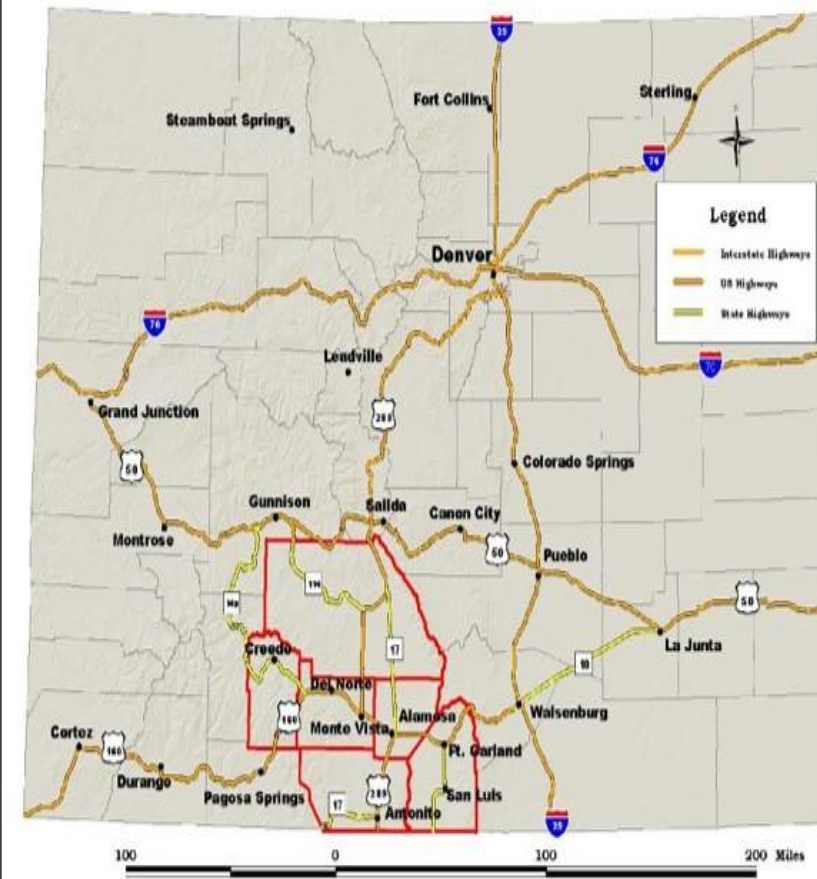 25
Fort Collins
Sterling
Steamboat Springs
76
Legend
Interstate Highways
US Highways
State Highways
Denver
70
Leadville
70
Grand Junction
285
50
Colorado Springs
Gunnison
Salida
Canon City
Montrose
50
Pueblo
114
50
149
17
10
La Junta
Creede
Del Norte
160
Alamosa
Walsenburg
Monte Vista
Cortez
160
Ft. Garland
Durango
Pagosa Springs
285
San Luis
17
Antonito
25
100 0 100 200 Miles